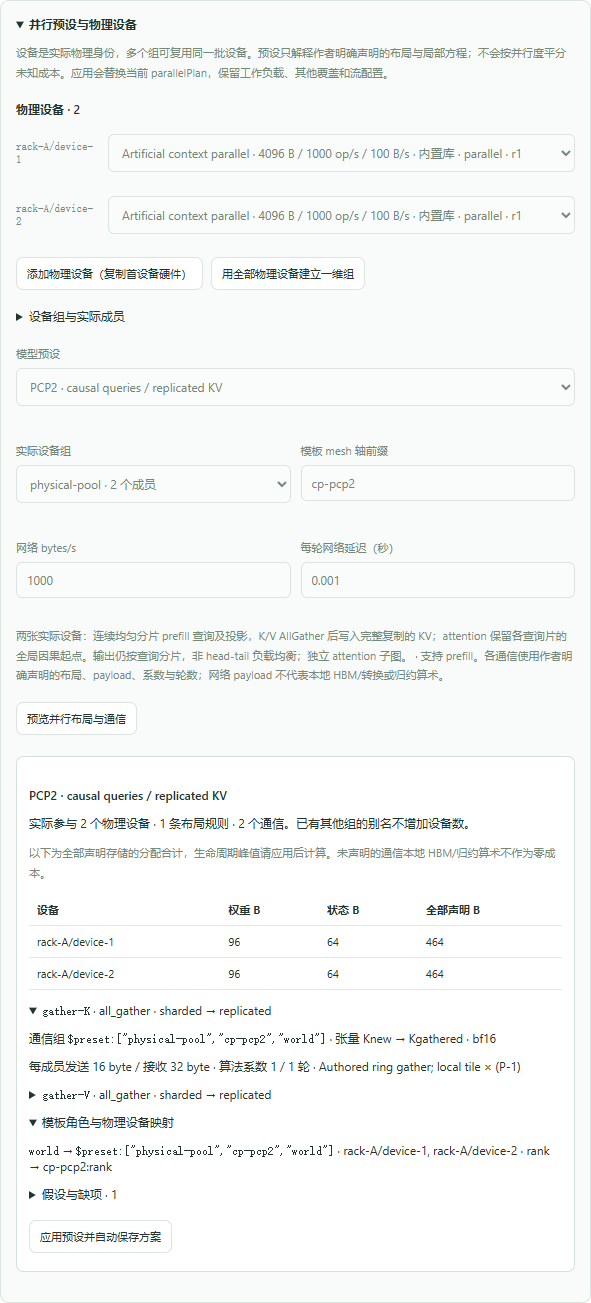 ▼ 并行预设与物理设备
设备是实际物理身份，多个组可复用同一批设备。预设只解释作者明确声明的布局与局部方程；不会按并行度平分
未知成本。应用会替换当前 parallelPlan，保留工作负载、其他覆盖和流配置。
物理设备 · 2
rack-A/device-
1
Artificial context parallel · 4096 B / 1000 op/s / 100 B/s · 内置库 · parallel · r1
rack-A/device-
2
Artificial context parallel · 4096 B / 1000 op/s / 100 B/s · 内置库 · parallel · r1
添加物理设备（复制首设备硬件） 用全部物理设备建立一维组
▶ 设备组与实际成员
模型预设
PCP2 · causal queries / replicated KV
实际设备组 模板 mesh 轴前缀
physical-pool · 2 个成员 cp-pcp2
网络 bytes/s 每轮网络延迟（秒）
1000 0.001
两张实际设备：连续均匀分片 prefill 查询及投影，K/V AllGather 后写入完整复制的 KV；attention 保留各查询片的
全局因果起点。输出仍按查询分片，非 head-tail 负载均衡；独立 attention 子图。 · 支持 prefill。各通信使用作者明
确声明的布局、payload、系数与轮数；网络 payload 不代表本地 HBM/转换或归约算术。
预览并行布局与通信
PCP2 · causal queries / replicated KV
实际参与 2 个物理设备 · 1 条布局规则 · 2 个通信。已有其他组的别名不增加设备数。
以下为全部声明存储的分配合计，生命周期峰值请应用后计算。未声明的通信本地 HBM/归约算术不作为零成
本。
设备 权重 B 状态 B 全部声明 B
rack-A/device-1 96 64 464
rack-A/device-2 96 64 464
▼ gather-K · all_gather · sharded → replicated
通信组 $preset:["physical-pool","cp-pcp2","world"] · 张量 Knew → Kgathered · bf16
每成员发送 16 byte / 接收 32 byte · 算法系数 1 / 1 轮 · Authored ring gather; local tile × (P-1)
▶ gather-V · all_gather · sharded → replicated
▼ 模板角色与物理设备映射
world → $preset:["physical-pool","cp-pcp2","world"] · rack-A/device-1, rack-A/device-2 · rank
→ cp-pcp2:rank
▶ 假设与缺项 · 1
应用预设并自动保存方案